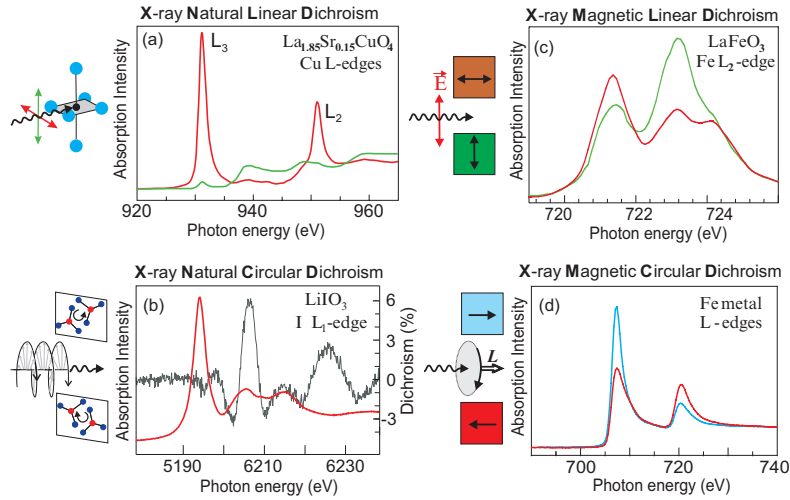 X-ray Natural Linear Dichroism
(a)
La1.85Sr0.15CuO4
Cu L-edges
L3
L2
Absorption Intensity
920 940 960
Photon energy (eV)
X-ray Magnetic Linear Dichroism
(c)
LaFeO3
Fe L2-edge
E
Absorption Intensity
720 722 724
Photon energy (eV)
X-ray Natural Circular Dichroism
(b)
LiIO3
I L1-edge
Absorption Intensity
6
3
0
-3
Dichroism (%)
5190 6210 6230
Photon energy (eV)
X-ray Magnetic Circular Dichroism
(d)
Fe metal
L-edges
L
Absorption Intensity
700 720 740
Photon energy (eV)